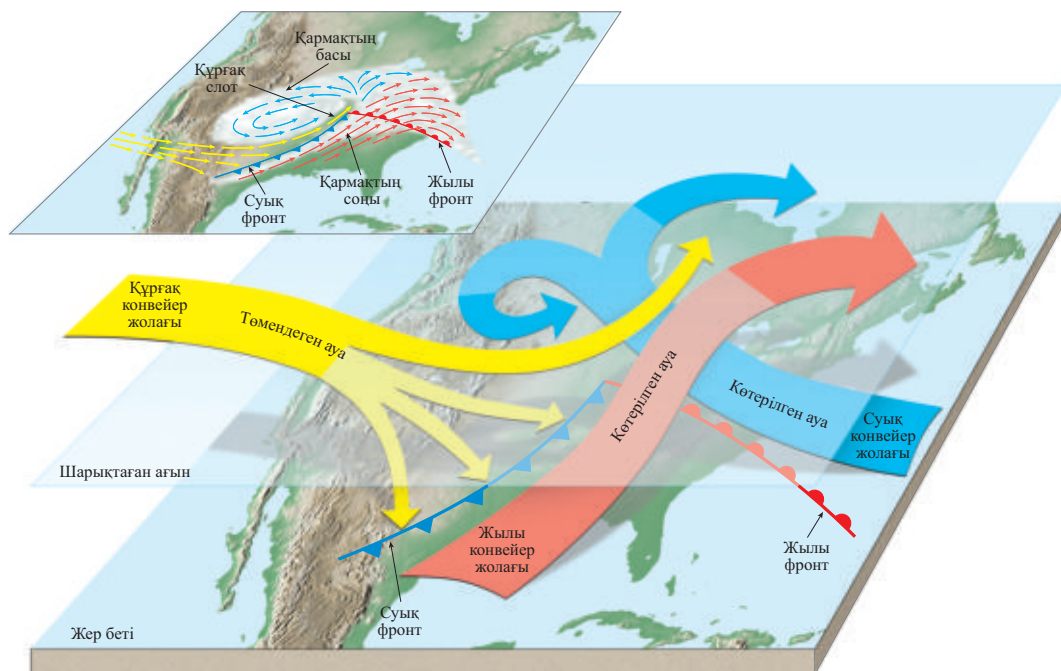 Қармақтың
басы
Құрғақ
слот
Суық
фронт
Қармақтың
соңы
Жылы
фронт
Құрғақ
конвейер
жолағы
Төмендеген ауа
Көтерілген ауа
Көтерілген ауа
Суық
конвейер
жолағы
Шарықтаған ағын
Жылы
конвейер
жолағы
Жылы
фронт
Суық
фронт
Жер беті